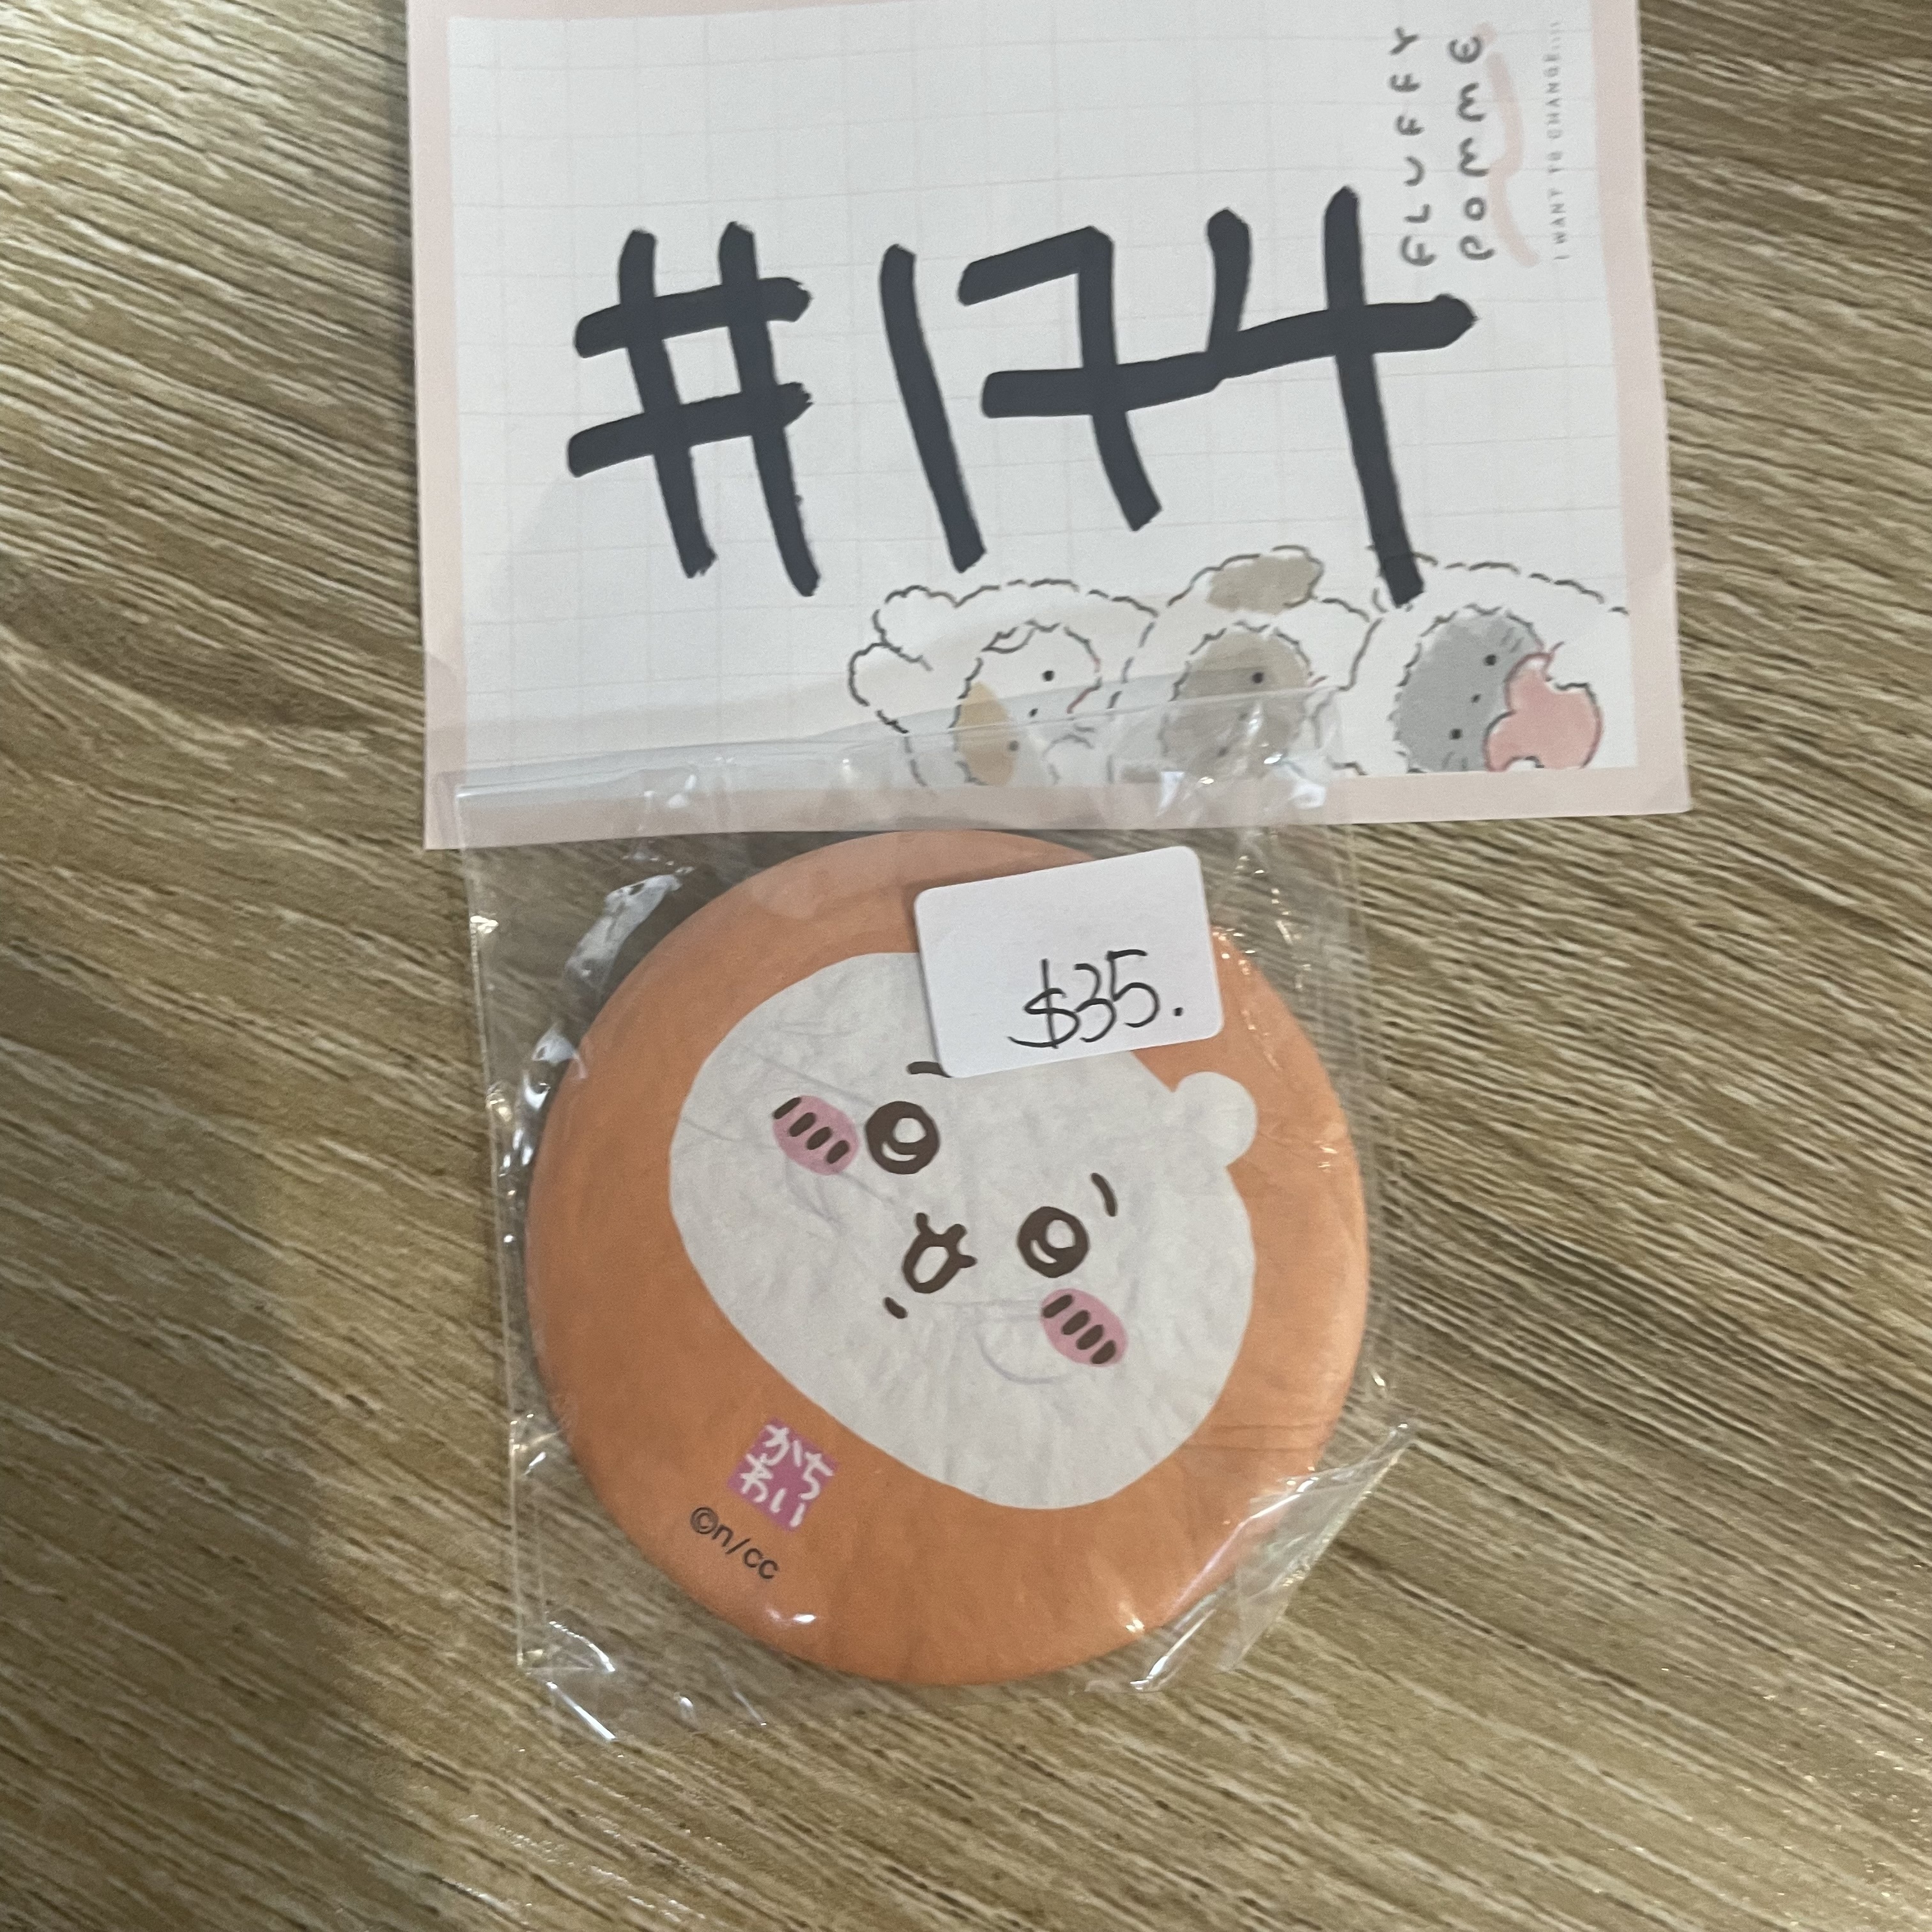 #174
FLUFFY
POMME
I WANT TO CHANGE....
$35.
ちい
かわ
©n/cc